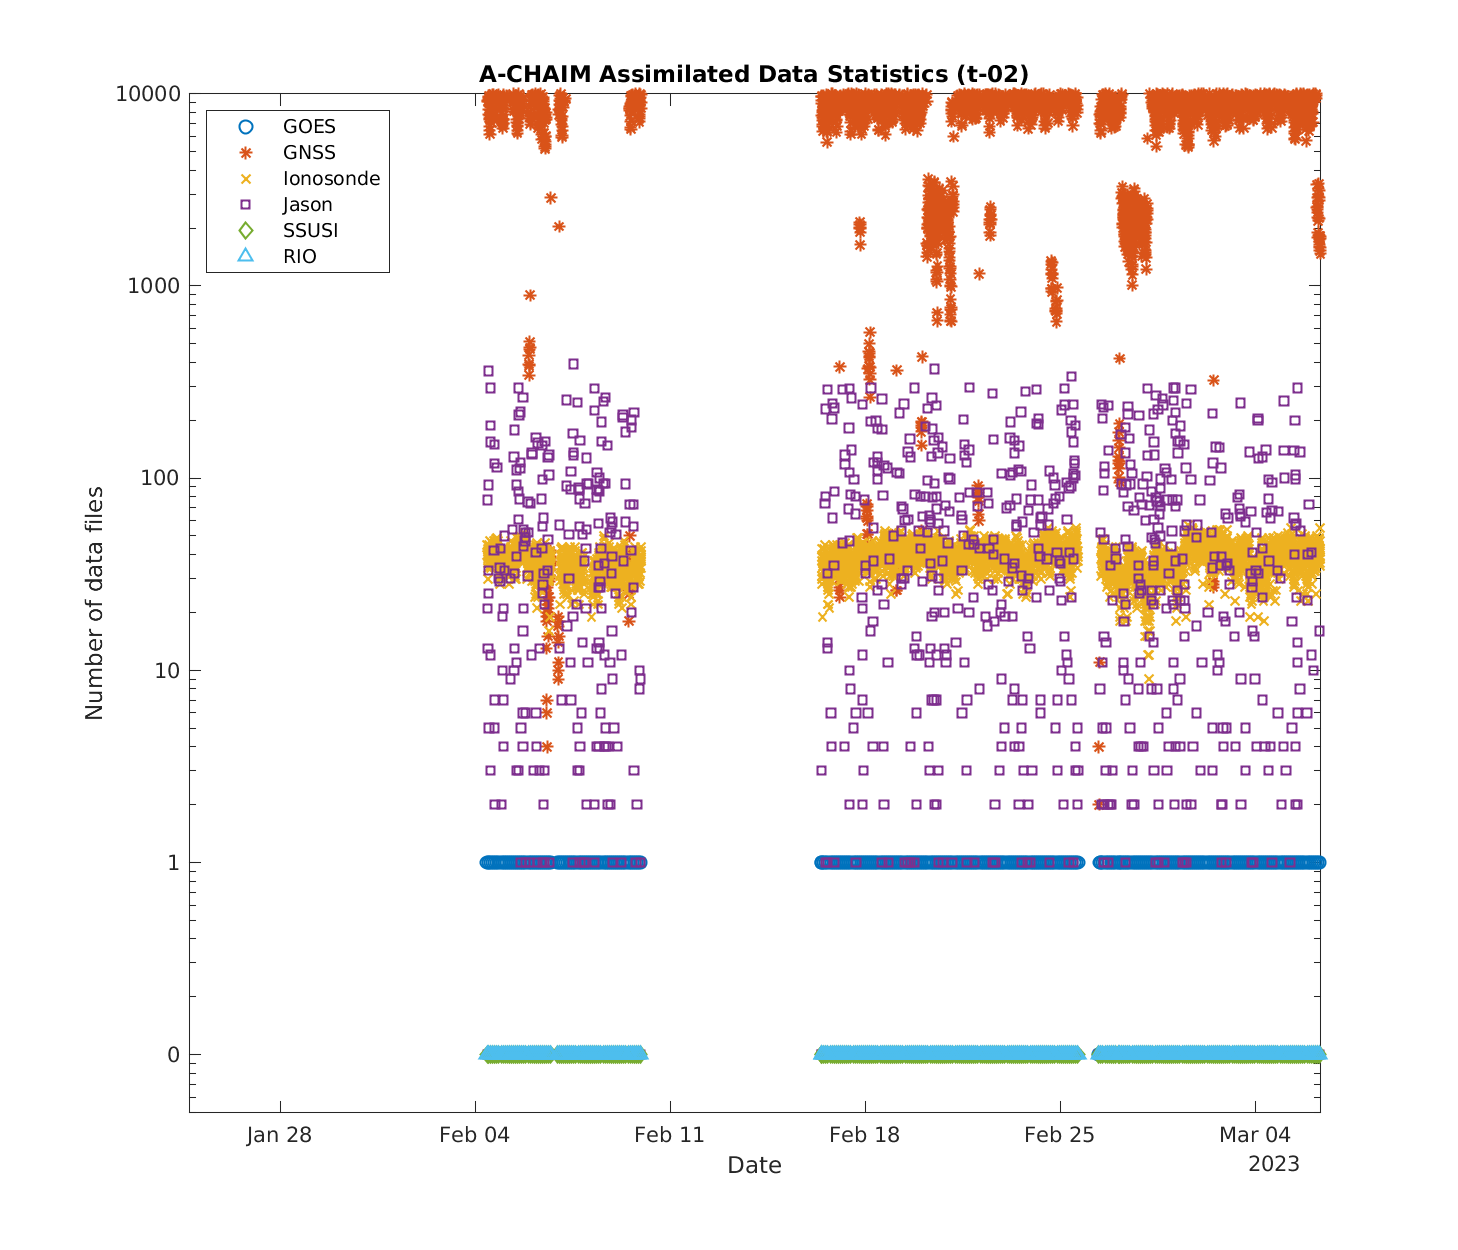 A-CHAIM Assimilated Data Statistics (t-02)
10000
1000
100
10
1
0
Number of data files
GOES
GNSS
Ionosonde
Jason
SSUSI
RIO
Jan 28
Feb 04
Feb 11
Feb 18
Feb 25
Mar 04
Date
2023